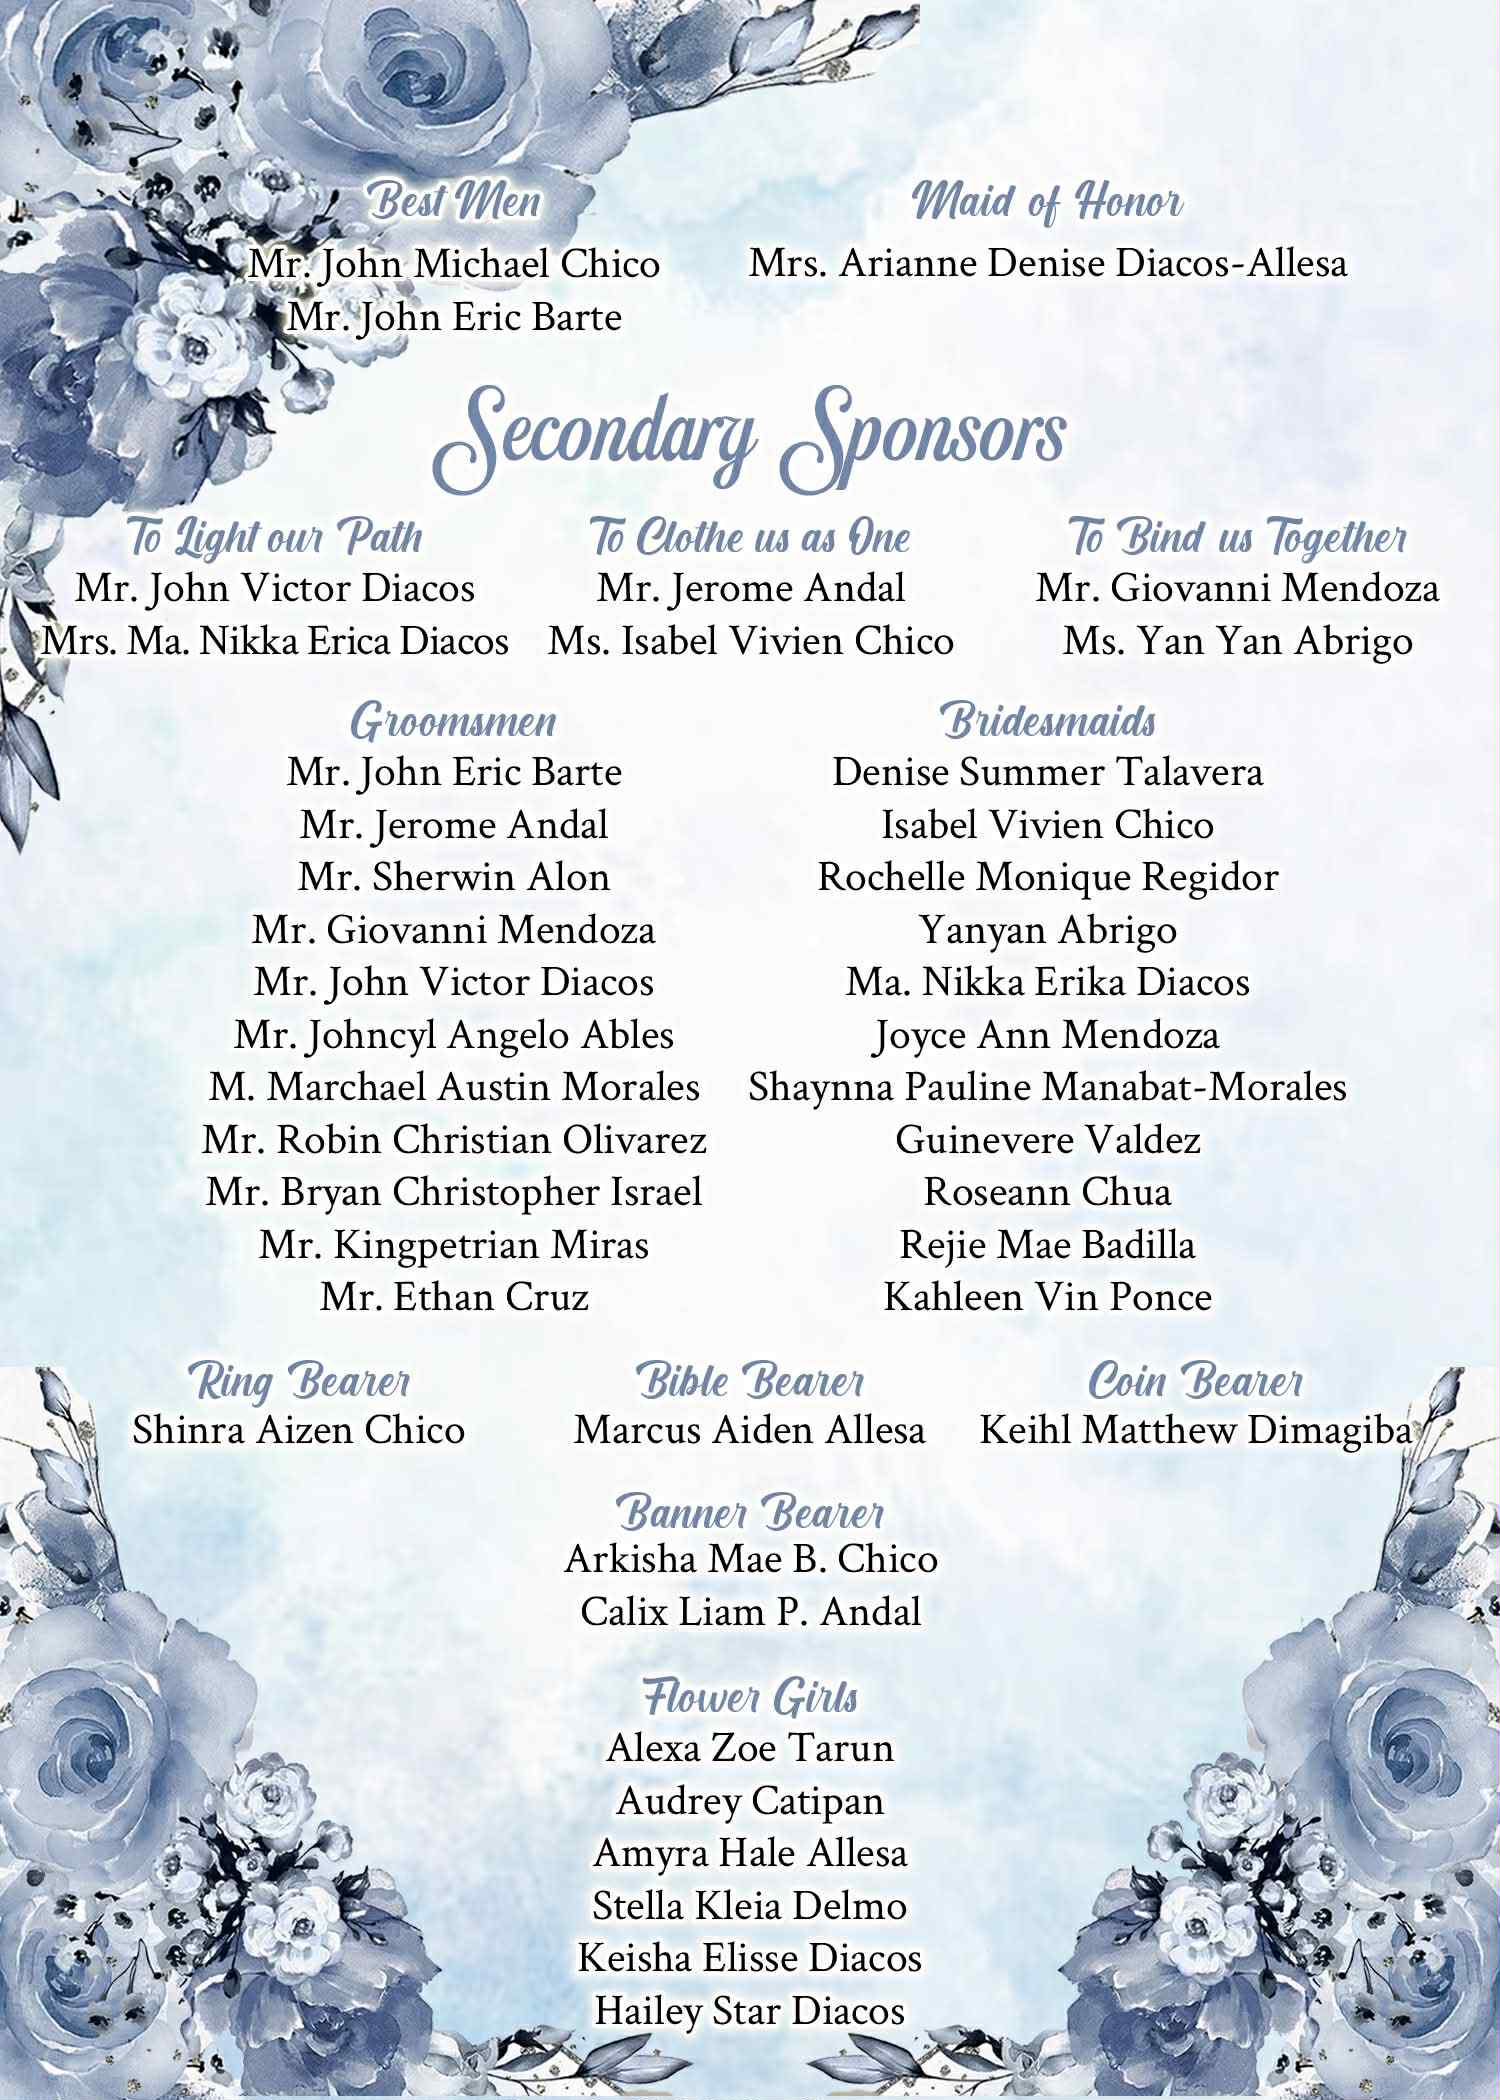 Best Men
Mr. John Michael Chico
Mr. John Eric Barte
Maid of Honor
Mrs. Arianne Denise Diacos-Allesa
Secondary Sponsors
To Light our Path
Mr. John Victor Diacos
Mrs. Ma. Nikka Erica Diacos
To Clothe us as One
Mr. Jerome Andal
Ms. Isabel Vivien Chico
To Bind us Together
Mr. Giovanni Mendoza
Ms. Yan Yan Abrigo
Groomsmen
Mr. John Eric Barte
Mr. Jerome Andal
Mr. Sherwin Alon
Mr. Giovanni Mendoza
Mr. John Victor Diacos
Mr. Johncyl Angelo Ables
M. Marchael Austin Morales
Mr. Robin Christian Olivarez
Mr. Bryan Christopher Israel
Mr. Kingpetrian Miras
Mr. Ethan Cruz
Bridesmaids
Denise Summer Talavera
Isabel Vivien Chico
Rochelle Monique Regidor
Yanyan Abrigo
Ma. Nikka Erika Diacos
Joyce Ann Mendoza
Shaynna Pauline Manabat-Morales
Guinevere Valdez
Roseann Chua
Rejie Mae Badilla
Kahleen Vin Ponce
Ring Bearer
Shinra Aizen Chico
Bible Bearer
Marcus Aiden Allesa
Coin Bearer
Keihl Matthew Dimagiba
Banner Bearer
Arkisha Mae B. Chico
Calix Liam P. Andal
Flower Girls
Alexa Zoe Tarun
Audrey Catipan
Amyra Hale Allesa
Stella Kleia Delmo
Keisha Elisse Diacos
Hailey Star Diacos